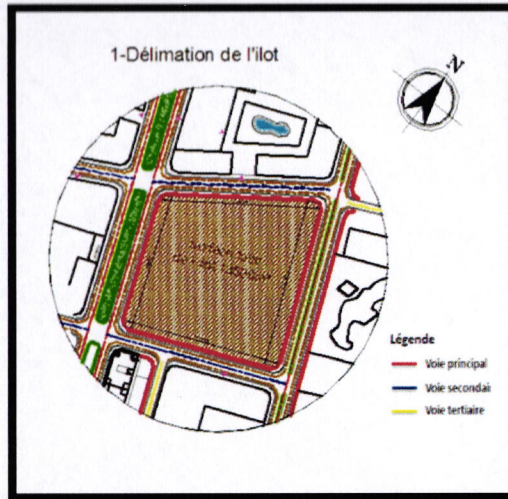 1-Délimation de l'ilot
N
Légende
Voie principal
Voie secondai
Voie tertiaire